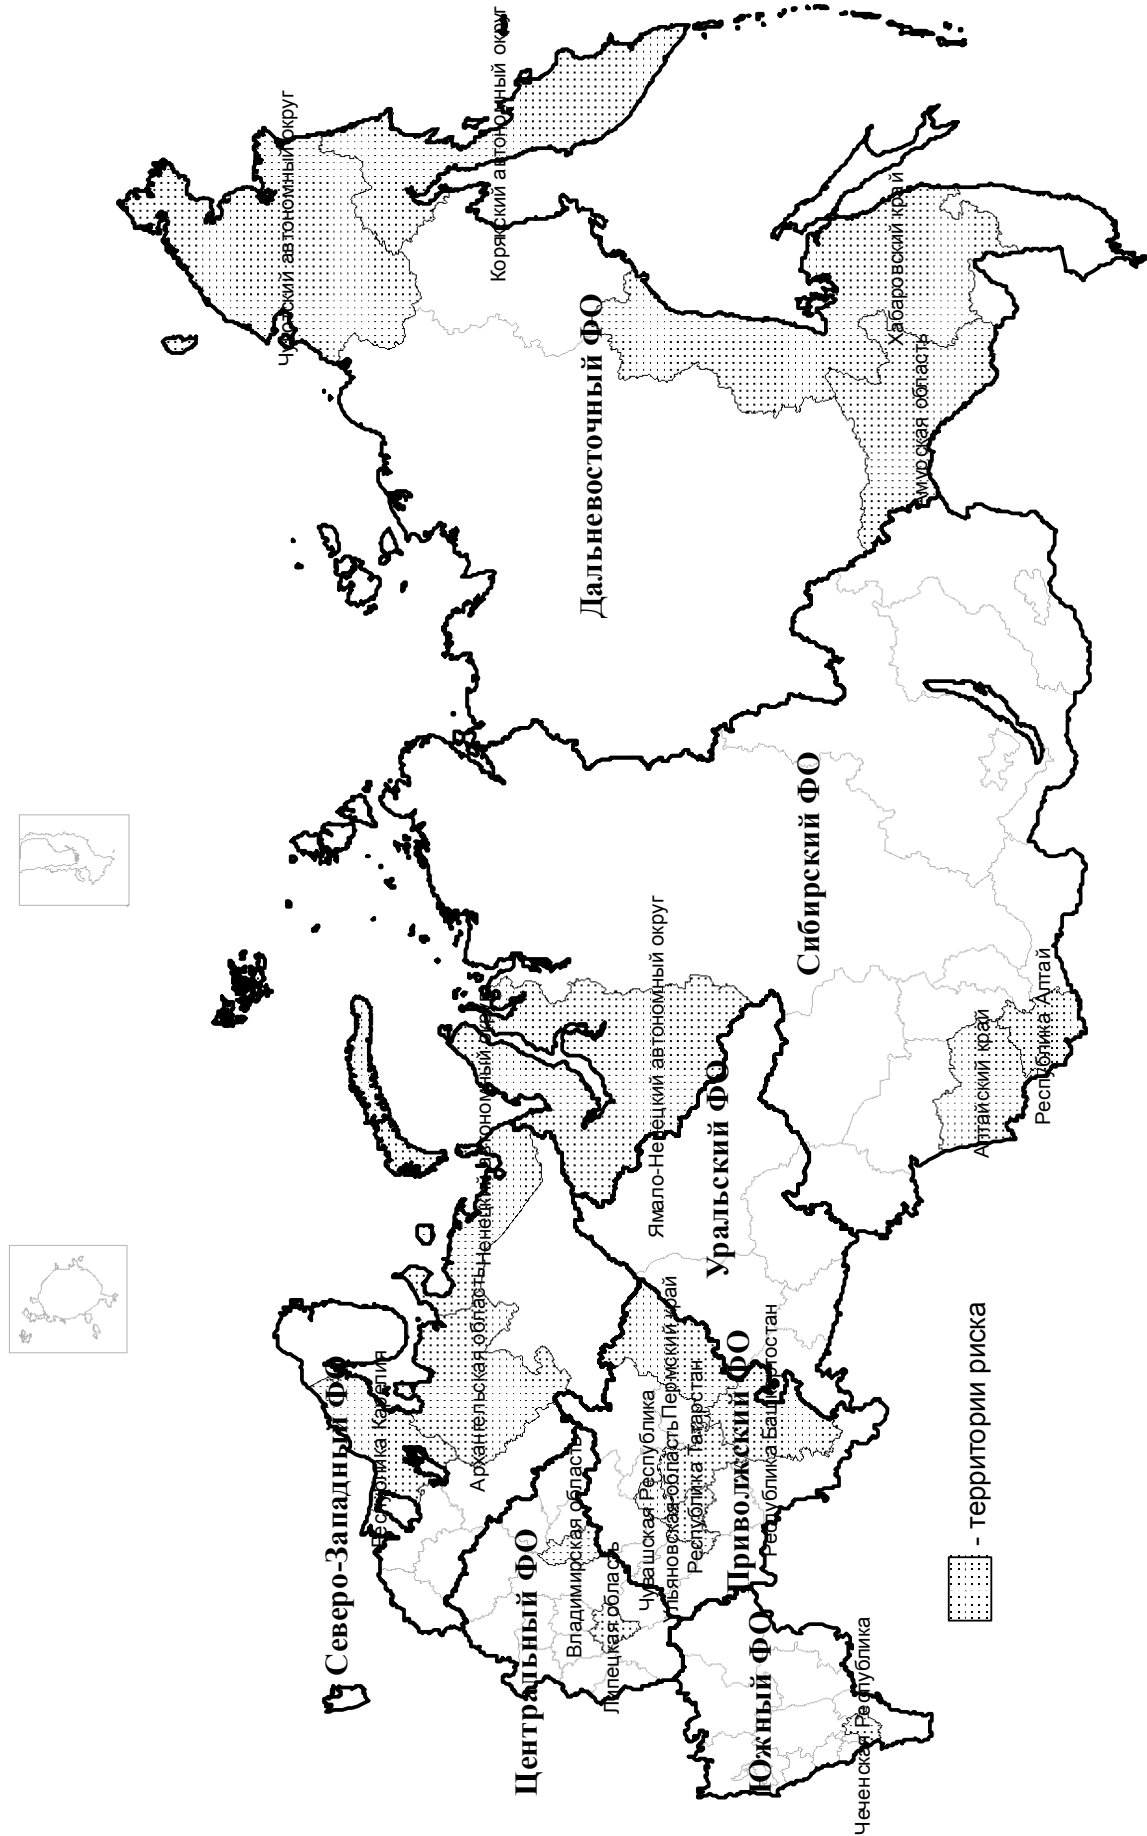 Северо-Западный ФО
Республика Карелия
Архангельская область
Ненецкий автономный округ
Центральный ФО
Владимирская область
Липецкая область
Чувашская Республика
Ульяновская область
Пермский край
Республика Татарстан
Приволжский ФО
Республика Башкортостан
Южный ФО
Чеченская Республика
Уральский ФО
Ямало-Ненецкий автономный округ
Сибирский ФО
Алтайский край
Республика Алтай
Дальневосточный ФО
Чукотский автономный округ
Корякский автономный округ
Хабаровский край
Амурская область
- территории риска